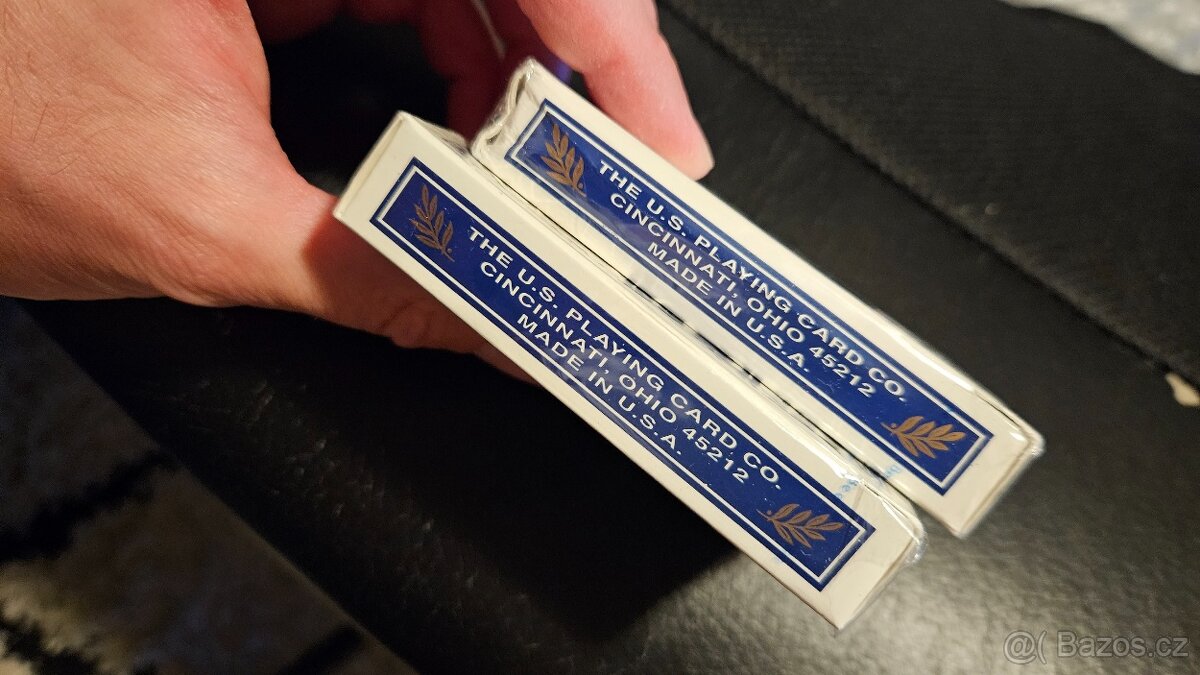 THE U.S. PLAYING CARD CO.
CINCINNATI, OHIO 45212
MADE IN U.S.A.
THE U.S. PLAYING CARD CO.
CINCINNATI, OHIO 45212
MADE IN U.S.A.
@( Bazos.cz